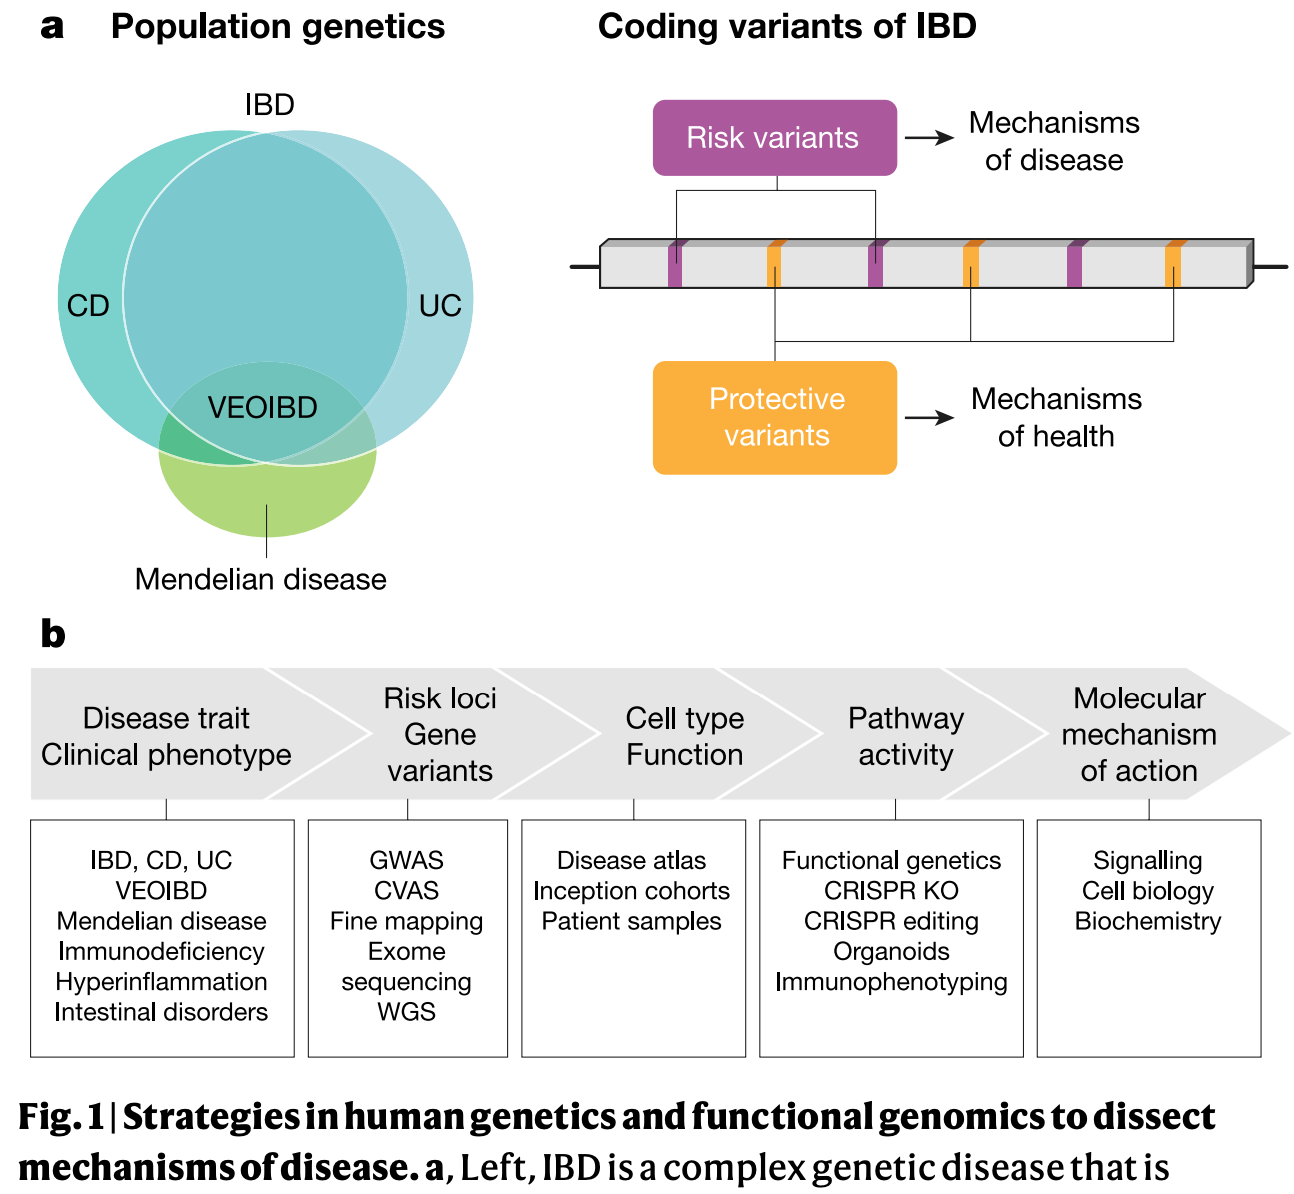 a Population genetics
Coding variants of IBD
IBD
CD
UC
VEOIBD
Mendelian disease
Risk variants
Mechanisms
of disease
Protective
variants
Mechanisms
of health
b
Disease trait
Clinical phenotype
Risk loci
Gene
variants
Cell type
Function
Pathway
activity
Molecular
mechanism
of action
IBD, CD, UC
VEOIBD
Mendelian disease
Immunodeficiency
Hyperinflammation
Intestinal disorders
GWAS
CVAS
Fine mapping
Exome
sequencing
WGS
Disease atlas
Inception cohorts
Patient samples
Functional genetics
CRISPR KO
CRISPR editing
Organoids
Immunophenotyping
Signalling
Cell biology
Biochemistry
Fig. 1 | Strategies in human genetics and functional genomics to dissect
mechanisms of disease. a, Left, IBD is a complex genetic disease that is